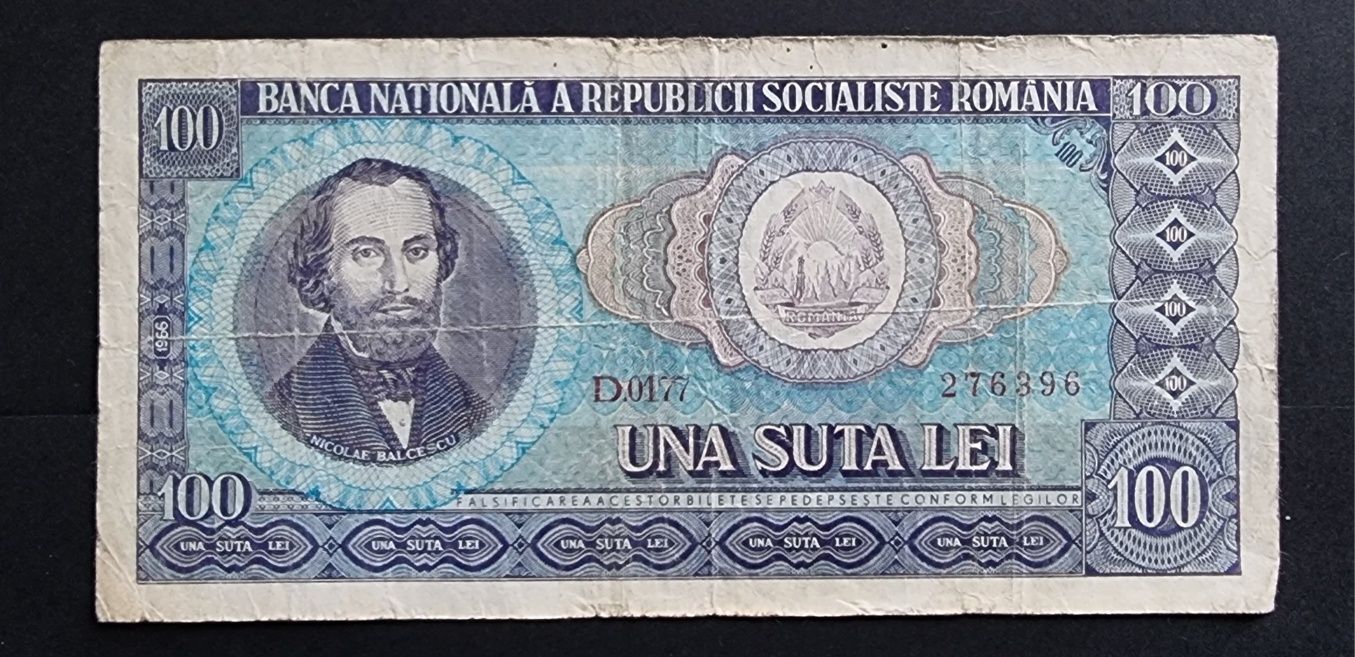 BANCA NAȚIONALĂ A REPUBLICII SOCIALISTE ROMÂNIA
100
100
100
100
100
100
100
1966
ROMANIA
D.0177
276396
NICOLAE BALCESCU
UNA SUTA LEI
100
FALSIFICAREA ACESTOR BILETE SE PEDEPSEȘTE CONFORM LEGILOR
100
UNA SUTA LEI
UNA SUTA LEI
UNA SUTA LEI
UNA SUTA LEI
UNA SUTA LEI